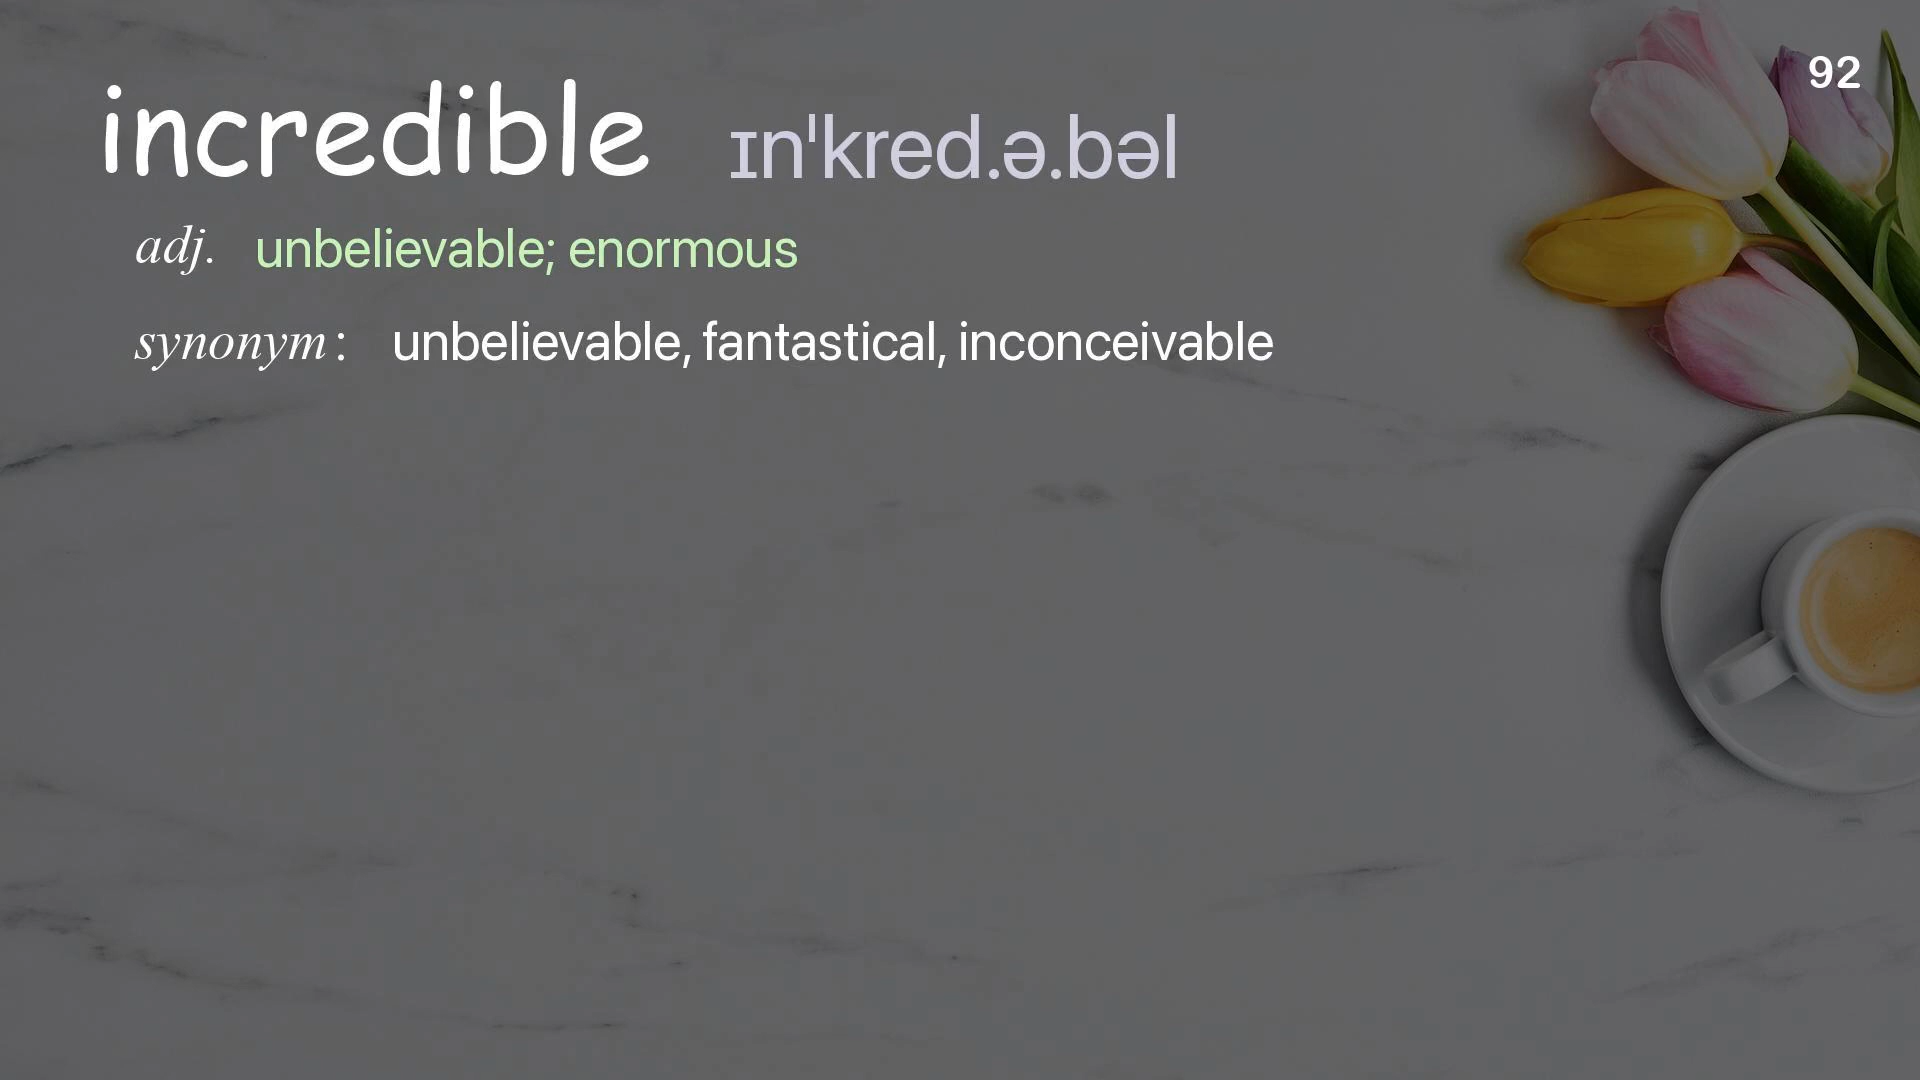 92
incredible ɪnˈkred.ə.bəl
adj. unbelievable; enormous
synonym : unbelievable, fantastical, inconceivable